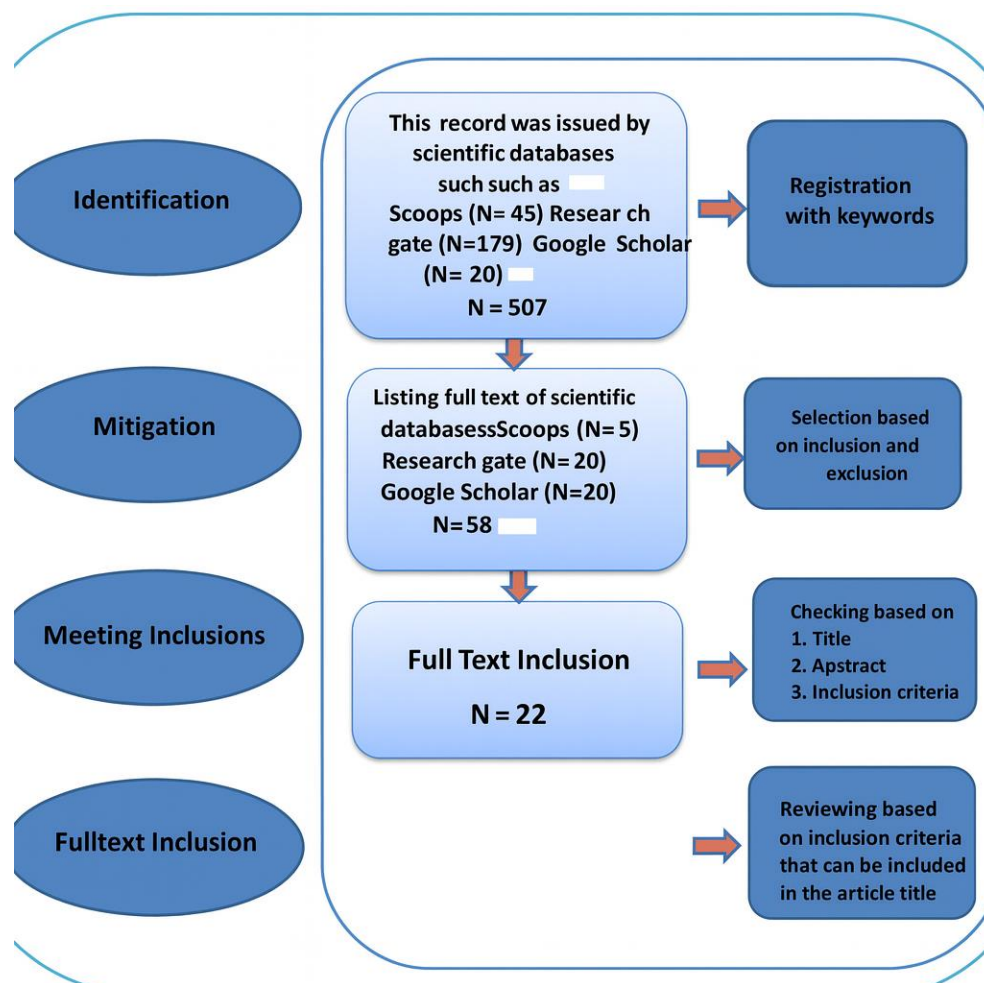 Identification
This record was issued by
scientific databases
such such as
Scoops (N= 45) Resear ch
gate (N=179) Google Scholar
(N= 20)
N = 507
Registration
with keywords
Mitigation
Listing full text of scientific
databasessScoops (N= 5)
Research gate (N= 20)
Google Scholar (N=20)
N= 58
Selection based
on inclusion and
exclusion
Meeting Inclusions
Full Text Inclusion
N = 22
Checking based on
1. Title
2. Apstract
3. Inclusion criteria
Fulltext Inclusion
Reviewing based
on inclusion criteria
that can be included
in the article title